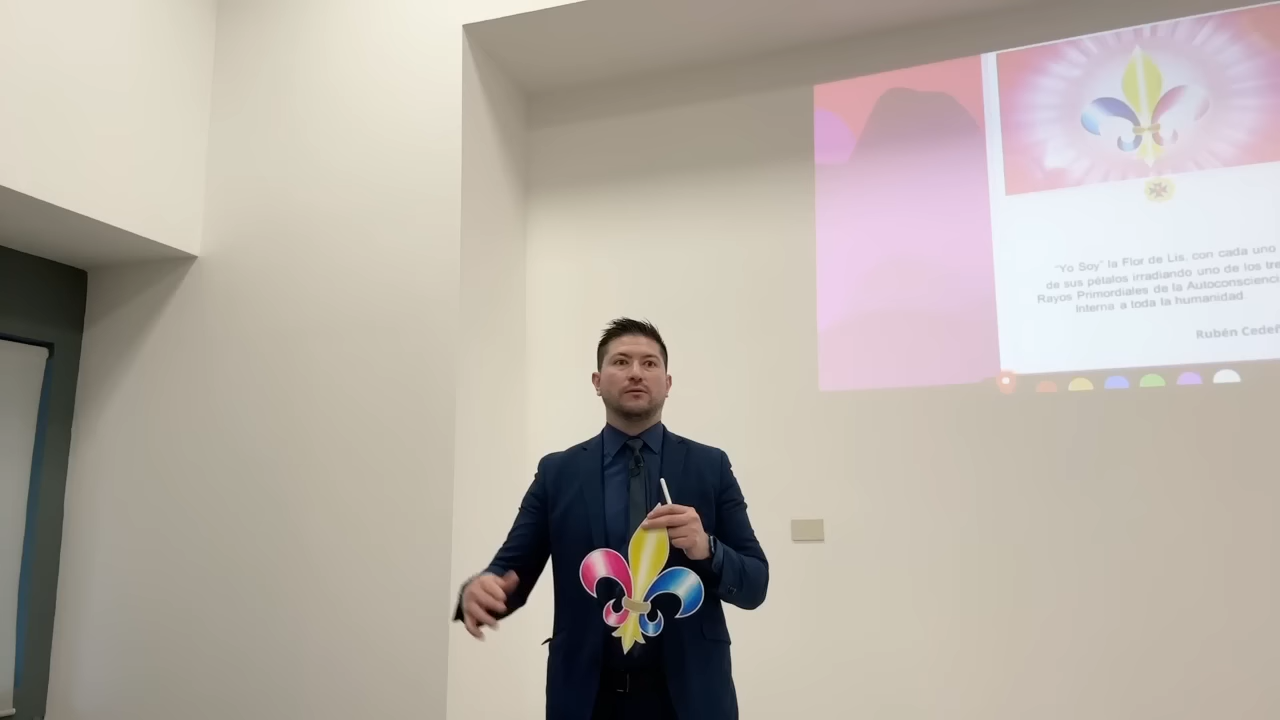 "Yo Soy" la Flor de Lis, con cada uno
de sus pétalos irradiando uno de los
Rayos Primordiales de la
Interna a toda la humanidad
Rubén